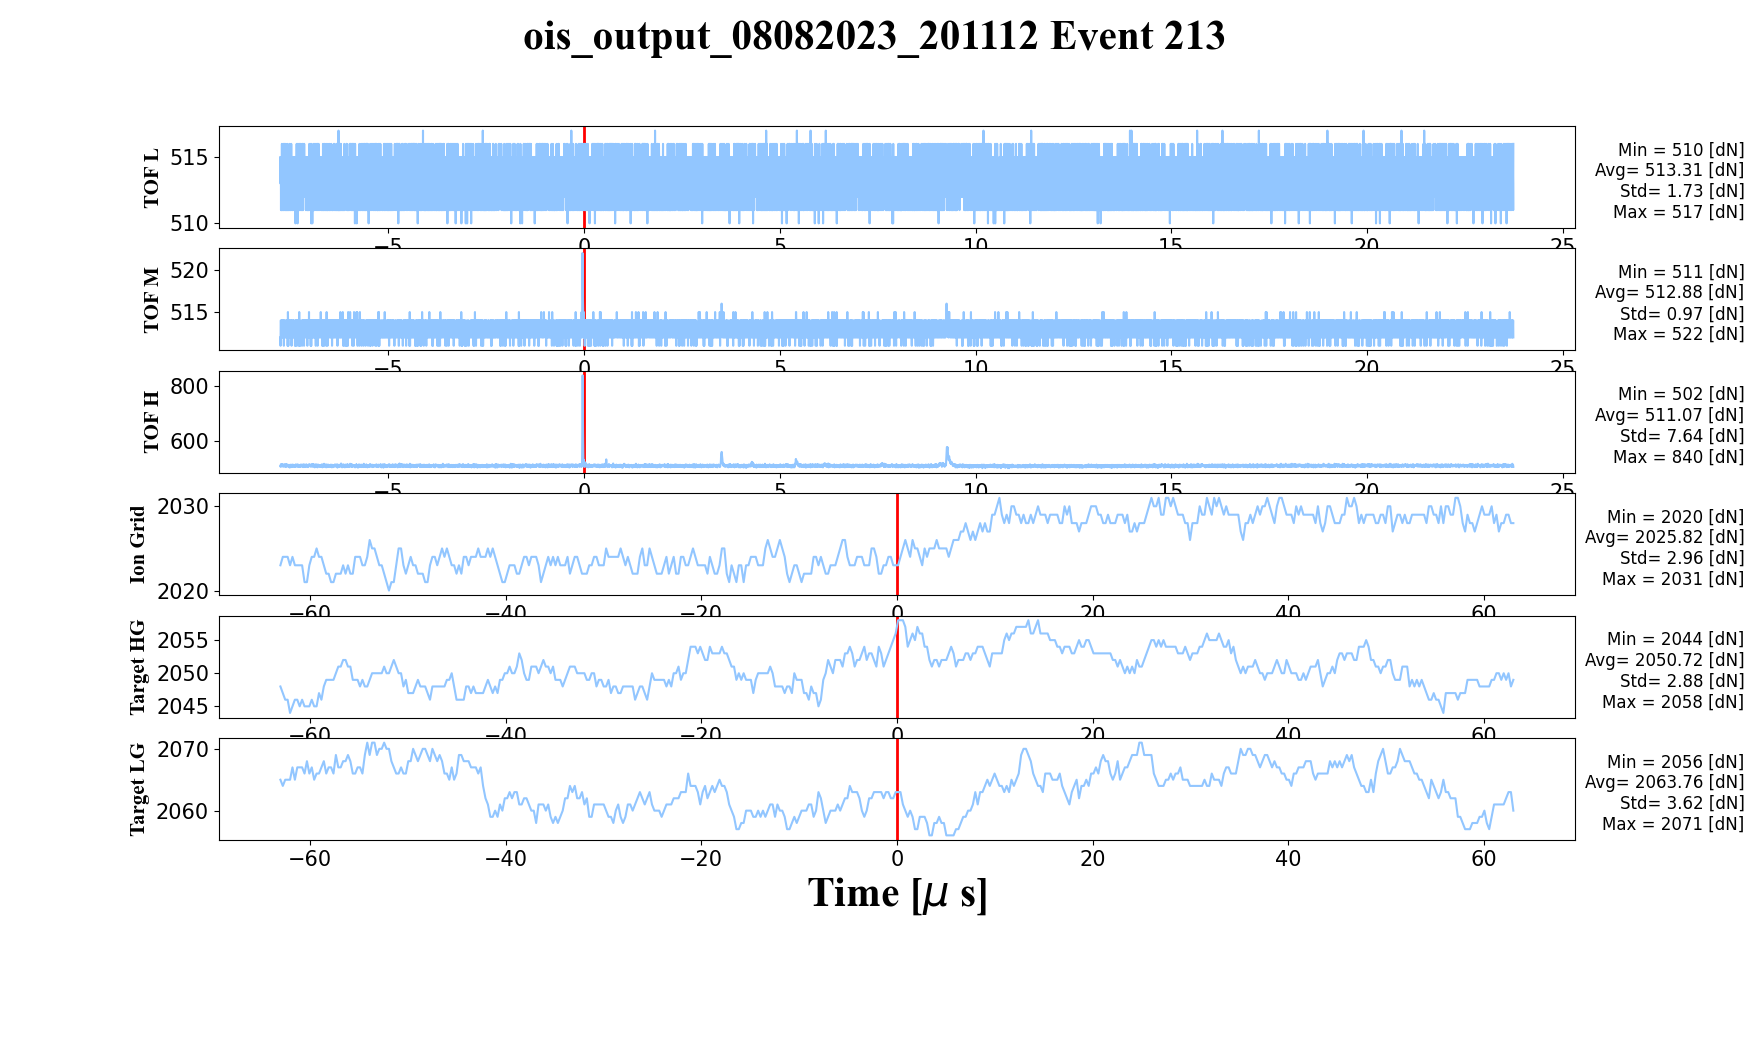 ois_output_08082023_201112 Event 213
TOF L
515
510
−5 0 5 10 15 20 25
Min = 510 [dN]
Avg= 513.31 [dN]
Std= 1.73 [dN]
Max = 517 [dN]
TOF M
520
515
−5 0 5 10 15 20 25
Min = 511 [dN]
Avg= 512.88 [dN]
Std= 0.97 [dN]
Max = 522 [dN]
TOF H
800
600
−5 0 5 10 15 20 25
Min = 502 [dN]
Avg= 511.07 [dN]
Std= 7.64 [dN]
Max = 840 [dN]
Ion Grid
2030
2020
−60 −40 −20 0 20 40 60
Min = 2020 [dN]
Avg= 2025.82 [dN]
Std= 2.96 [dN]
Max = 2031 [dN]
Target HG
2055
2050
2045
−60 −40 −20 0 20 40 60
Min = 2044 [dN]
Avg= 2050.72 [dN]
Std= 2.88 [dN]
Max = 2058 [dN]
Target LG
2070
2060
−60 −40 −20 0 20 40 60
Min = 2056 [dN]
Avg= 2063.76 [dN]
Std= 3.62 [dN]
Max = 2071 [dN]
Time [μ s]